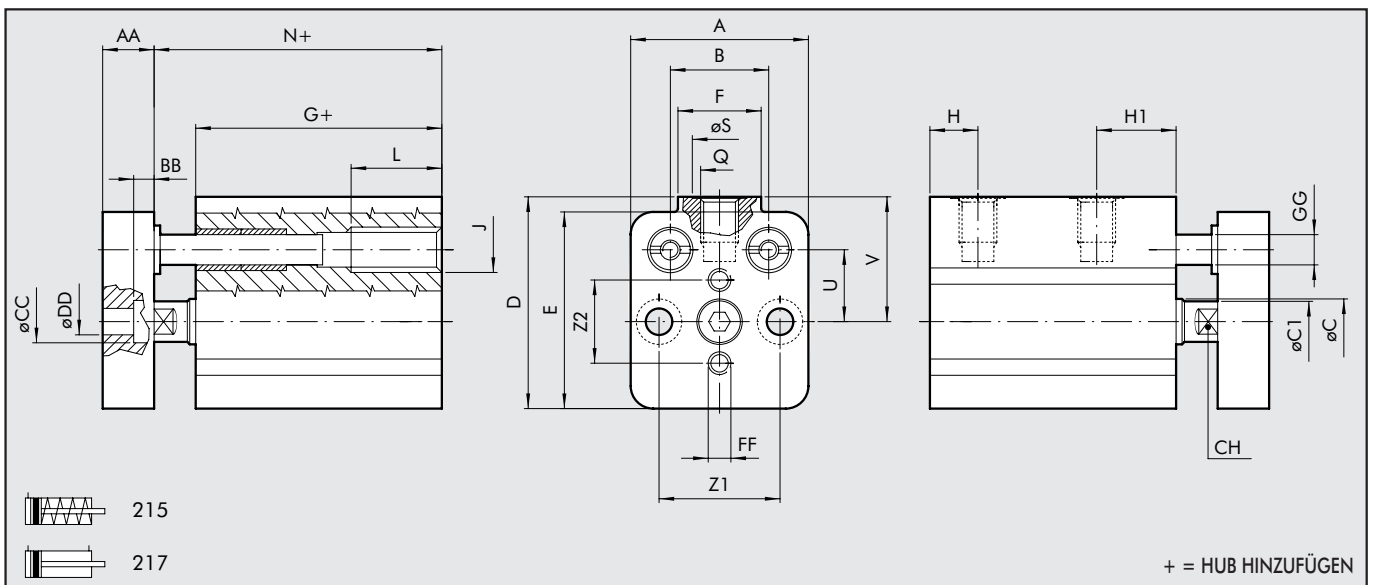 AA
N+
G+
L
BB
J
øCC
øDD
A
B
F
øS
Q
D
E
Z2
U
V
FF
Z1
H
H1
GG
øC1
øC
CH
215
217
+ = HUB HINZUFÜGEN